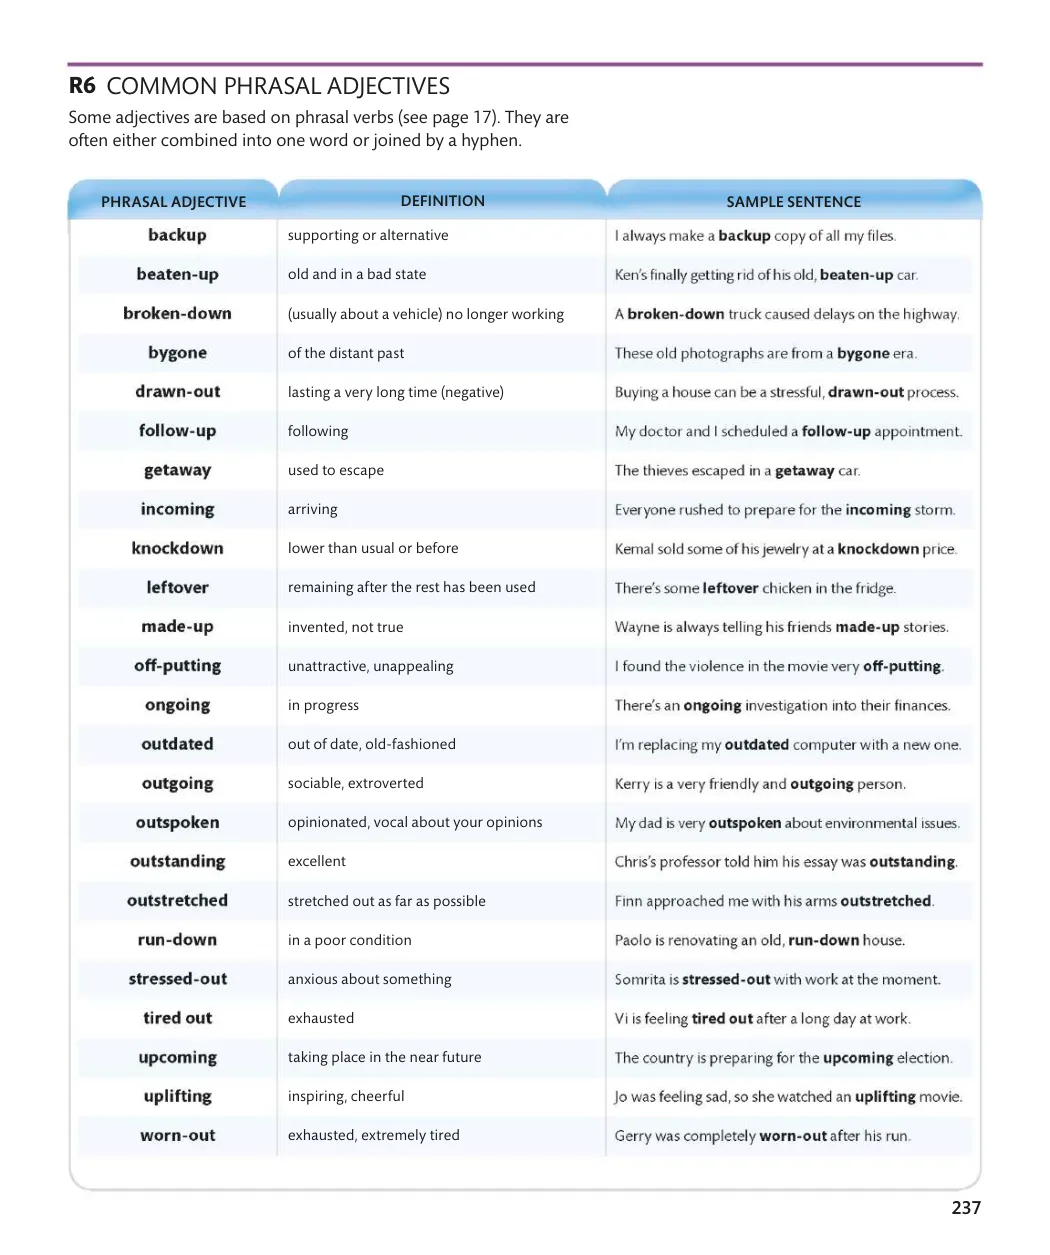 R6 COMMON PHRASAL ADJECTIVES
Some adjectives are based on phrasal verbs (see page 17). They are
often either combined into one word or joined by a hyphen.
PHRASAL ADJECTIVE DEFINITION SAMPLE SENTENCE
backup supporting or alternative I always make a backup copy of all my files.
beaten-up old and in a bad state Ken's finally getting rid of his old, beaten-up car.
broken-down (usually about a vehicle) no longer working A broken-down truck caused delays on the highway.
bygone of the distant past These old photographs are from a bygone era.
drawn-out lasting a very long time (negative) Buying a house can be a stressful, drawn-out process.
follow-up following My doctor and I scheduled a follow-up appointment.
getaway used to escape The thieves escaped in a getaway car.
incoming arriving Everyone rushed to prepare for the incoming storm.
knockdown lower than usual or before Kemal sold some of his jewelry at a knockdown price.
leftover remaining after the rest has been used There's some leftover chicken in the fridge.
made-up invented, not true Wayne is always telling his friends made-up stories.
off-putting unattractive, unappealing I found the violence in the movie very off-putting.
ongoing in progress There's an ongoing investigation into their finances.
outdated out of date, old-fashioned I'm replacing my outdated computer with a new one.
outgoing sociable, extroverted Kerry is a very friendly and outgoing person.
outspoken opinionated, vocal about your opinions My dad is very outspoken about environmental issues.
outstanding excellent Chris's professor told him his essay was outstanding.
outstretched stretched out as far as possible Finn approached me with his arms outstretched.
run-down in a poor condition Paolo is renovating an old, run-down house.
stressed-out anxious about something Somrita is stressed-out with work at the moment.
tired out exhausted Vi is feeling tired out after a long day at work.
upcoming taking place in the near future The country is preparing for the upcoming election.
uplifting inspiring, cheerful Jo was feeling sad, so she watched an uplifting movie.
worn-out exhausted, extremely tired Gerry was completely worn-out after his run.
237